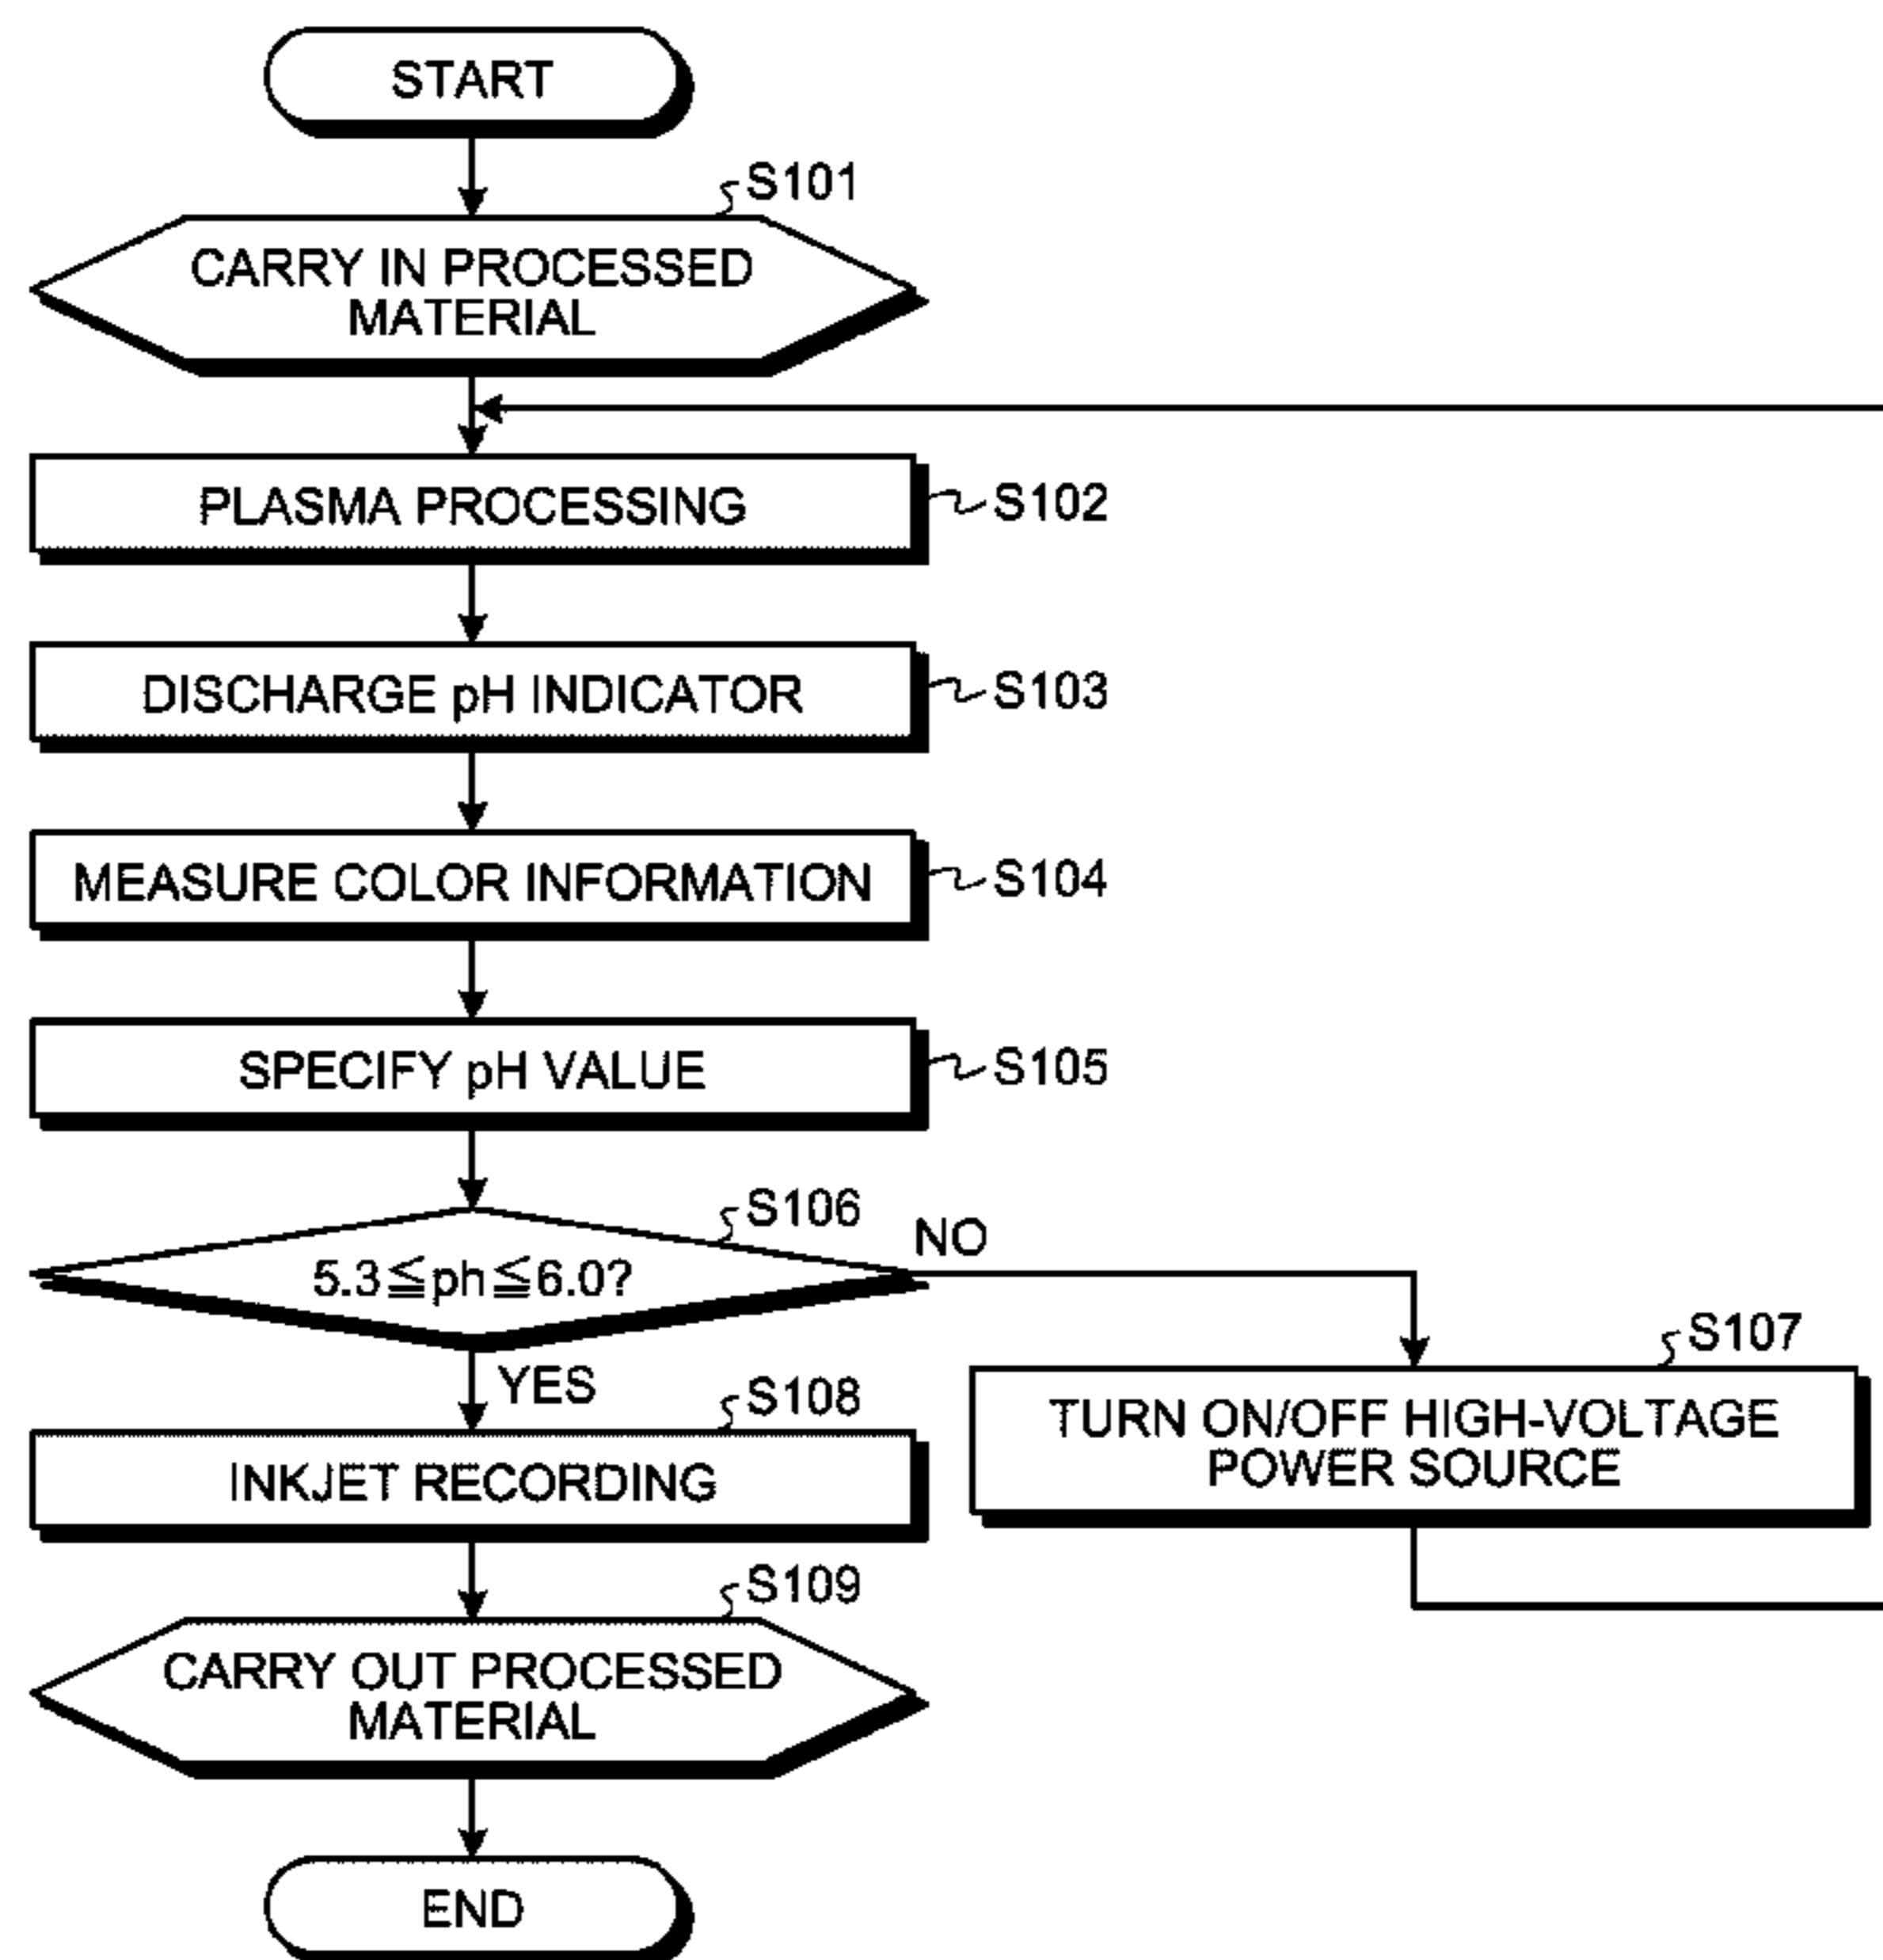 START
S101
CARRY IN PROCESSED
MATERIAL
PLASMA PROCESSING
S102
DISCHARGE pH INDICATOR
S103
MEASURE COLOR INFORMATION
S104
SPECIFY pH VALUE
S105
S106
NO
5.3≦ph≦6.0?
YES
S107
TURN ON/OFF HIGH-VOLTAGE
POWER SOURCE
S108
INKJET RECORDING
S109
CARRY OUT PROCESSED
MATERIAL
END